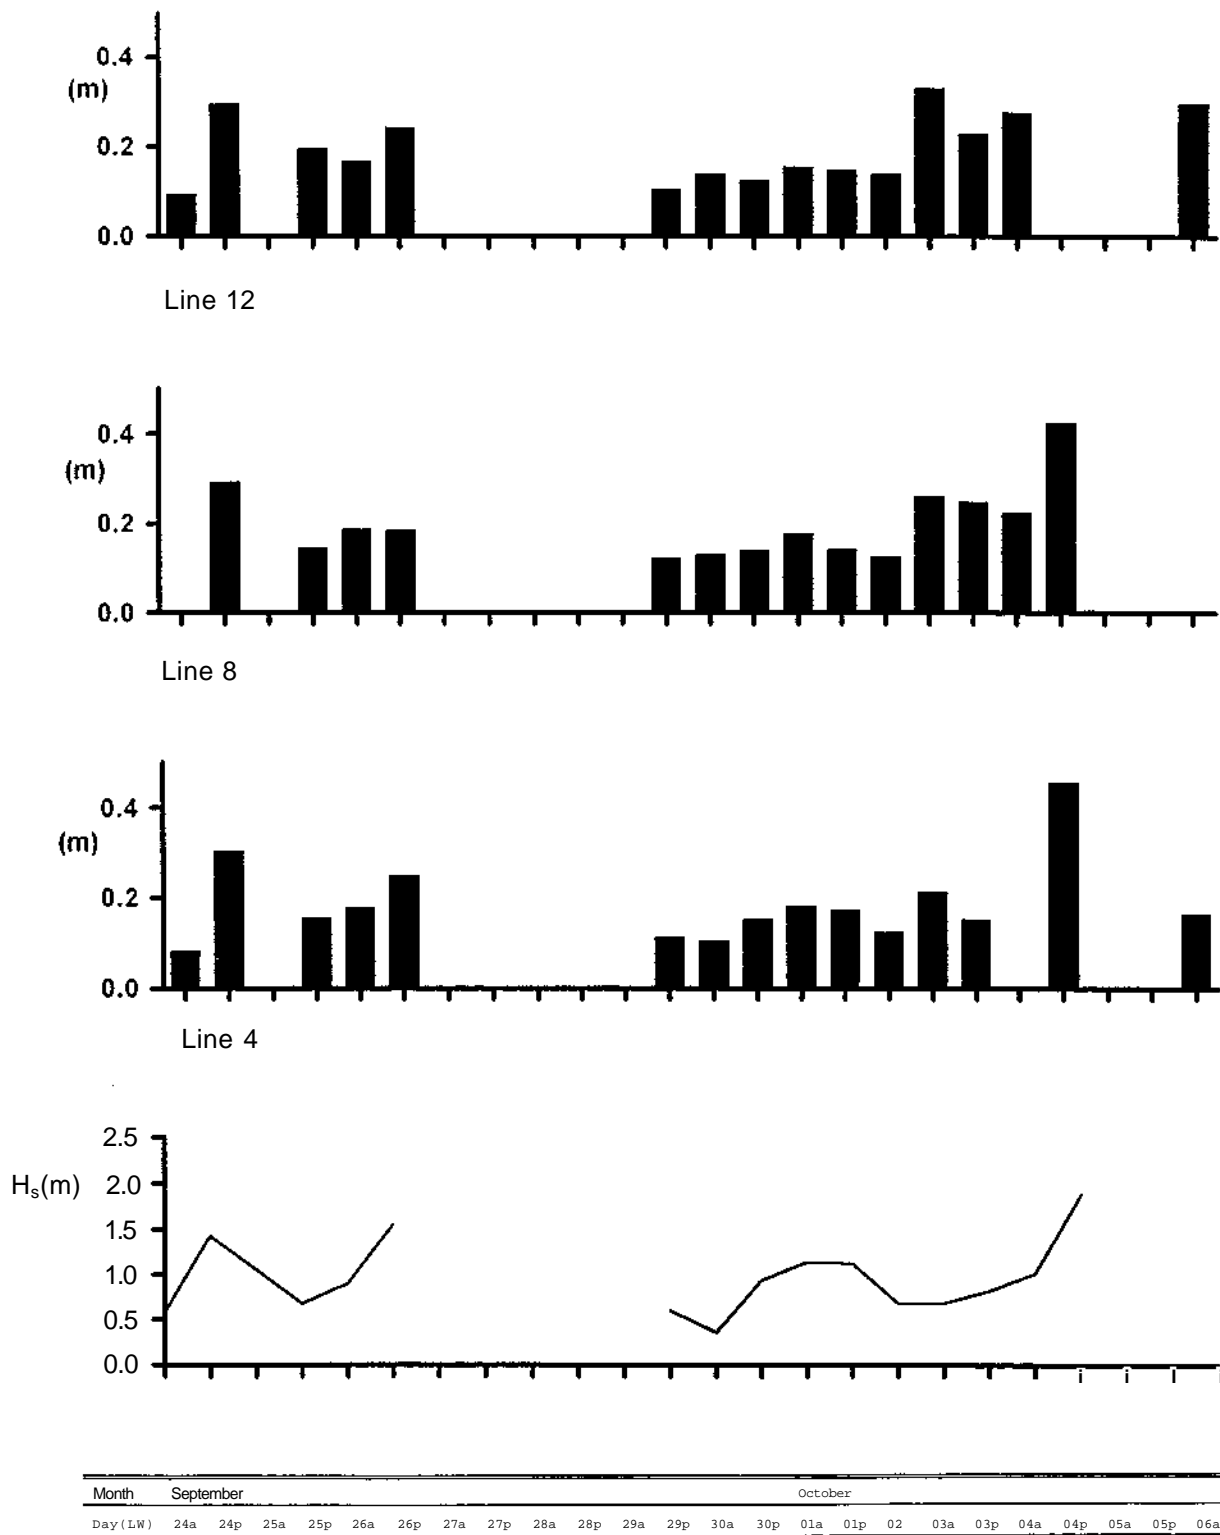 0.4
(m)
0.2
0.0
Line 12
0.4
(m)
0.2
0.0
Line 8
0.4
(m)
0.2
0.0
Line 4
2.5
Hs(m) 2.0
1.5
1.0
0.5
0.0
Month September October
Day(LW) 24a 24p 25a 25p 26a 26p 27a 27p 28a 28p 29a 29p 30a 30p 01a 01p 02 03a 03p 04a 04p 05a 05p 06a